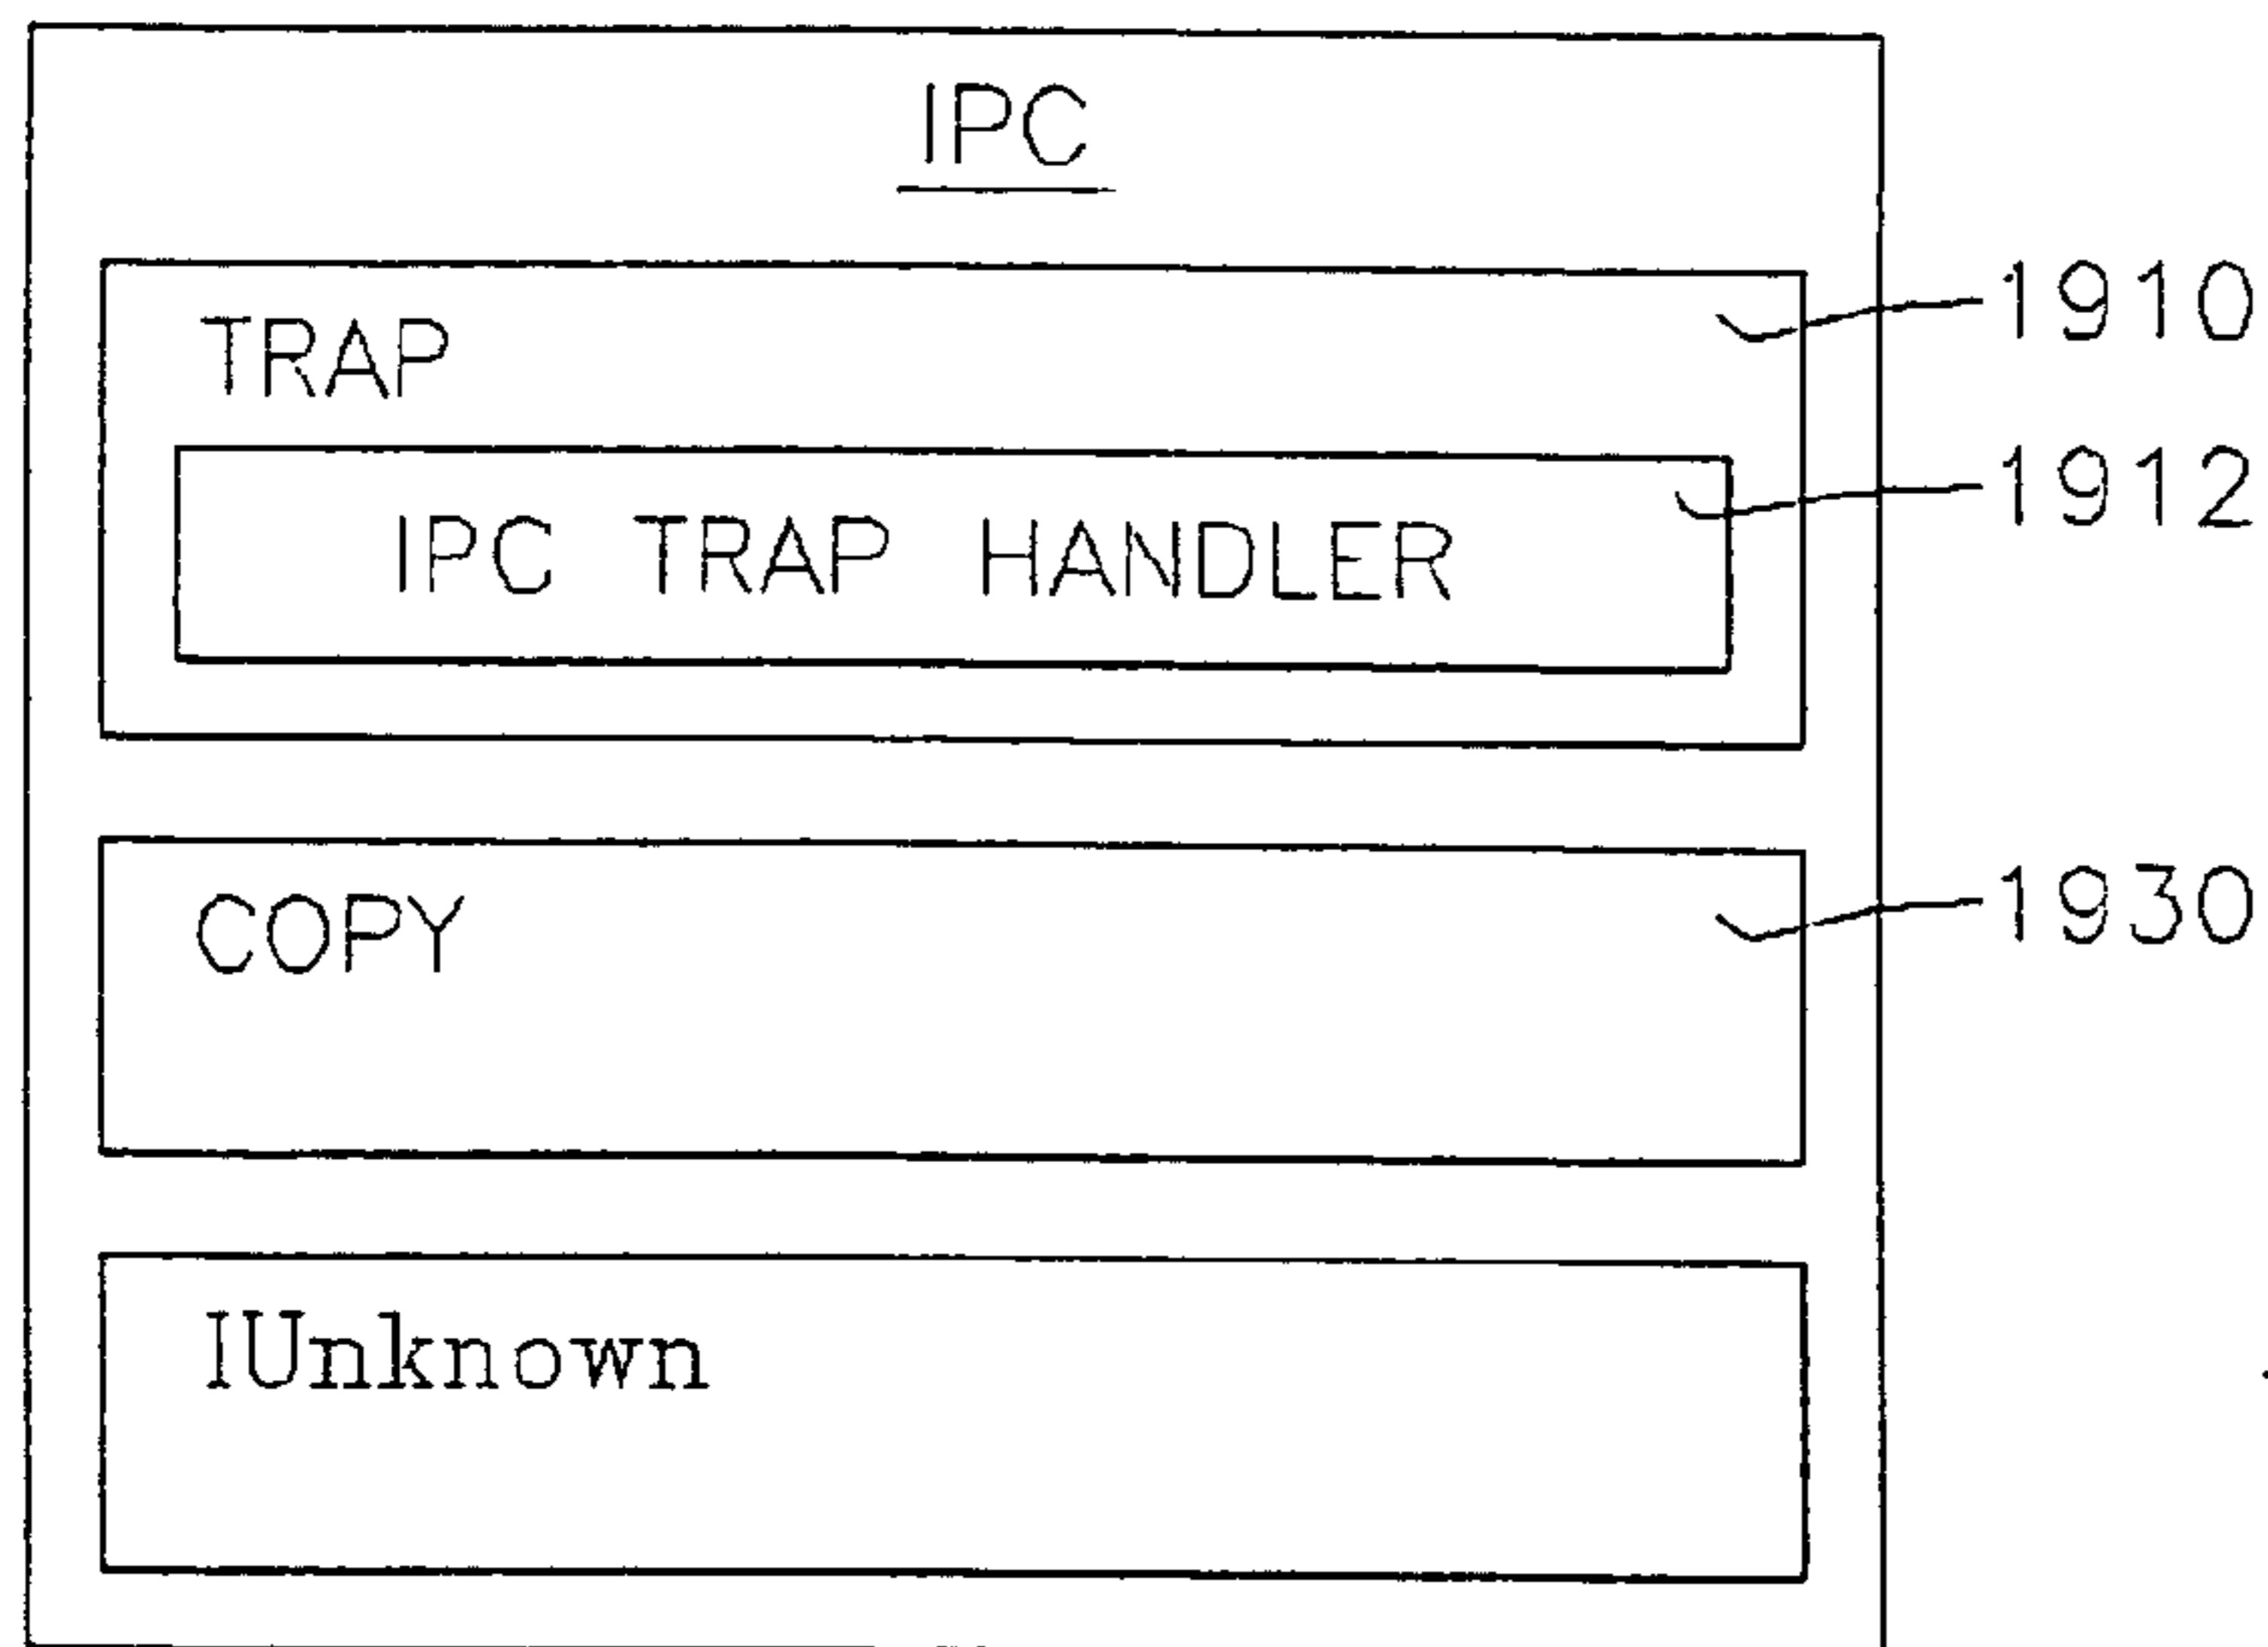 IPC
TRAP
1910
IPC TRAP HANDLER
1912
COPY
1930
IUnknown